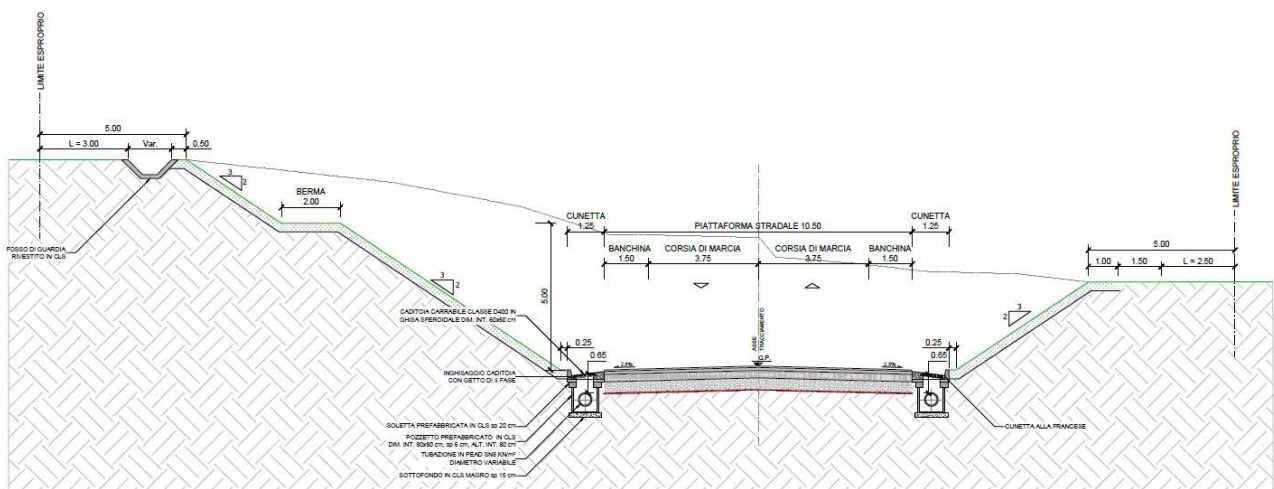 LIMITE ESPROPRIO
5.00
L = 3.00
Var.
0.50
3
2
BERMA
2.00
FOSSO DI GUARDIA
RIVESTITO IN CLS
3
2
5.00
CUNETTA
1.25
PIATTAFORMA STRADALE 10.50
CUNETTA
1.25
BANCHINA
1.50
CORSIA DI MARCIA
3.75
CORSIA DI MARCIA
3.75
BANCHINA
1.50
LIMITE ESPROPRIO
5.00
1.00
1.50
L = 2.50
3
2
CADITOIA CARRABILE CLASSE D400 IN
GHISA SFEROIDALE DIM. INT. 60x60 cm
0.25
0.65
ASSE
TRACCIAMENTO
Q.P.
2.5%
2.5%
0.25
0.65
INGHISAGGIO CADITOIA
CON GETTO DI II FASE
SOLETTA PREFABBRICATA IN CLS sp 20 cm
POZZETTO PREFABBRICATO IN CLS
DIM. INT. 80x80 cm, sp 5 cm, ALT. INT. 80 cm
TUBAZIONE IN PEAD SN8 KN/m²
DIAMETRO VARIABILE
SOTTOFONDO IN CLS MAGRO sp 15 cm
CUNETTA ALLA FRANCESE